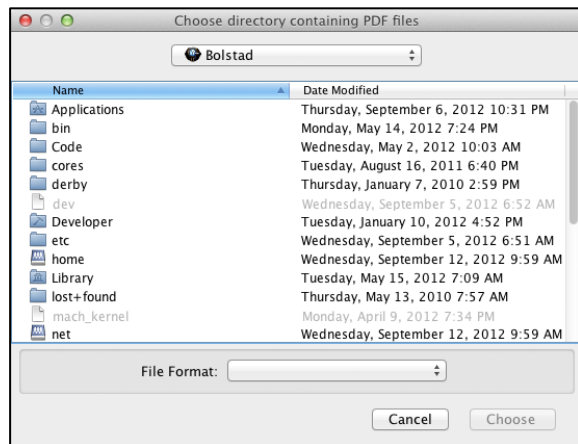 Choose directory containing PDF files
Bolstad
Name Date Modified
Applications Thursday, September 6, 2012 10:31 PM
bin Monday, May 14, 2012 7:24 PM
Code Wednesday, May 2, 2012 10:03 AM
cores Tuesday, August 16, 2011 6:40 PM
derby Thursday, January 7, 2010 2:59 PM
dev Wednesday, September 5, 2012 6:52 AM
Developer Tuesday, January 10, 2012 4:52 PM
etc Wednesday, September 5, 2012 6:51 AM
home Wednesday, September 12, 2012 9:59 AM
Library Tuesday, May 15, 2012 7:09 AM
lost+found Thursday, May 13, 2010 7:57 AM
mach_kernel Monday, April 9, 2012 7:34 PM
net Wednesday, September 12, 2012 9:59 AM
File Format:
Cancel Choose